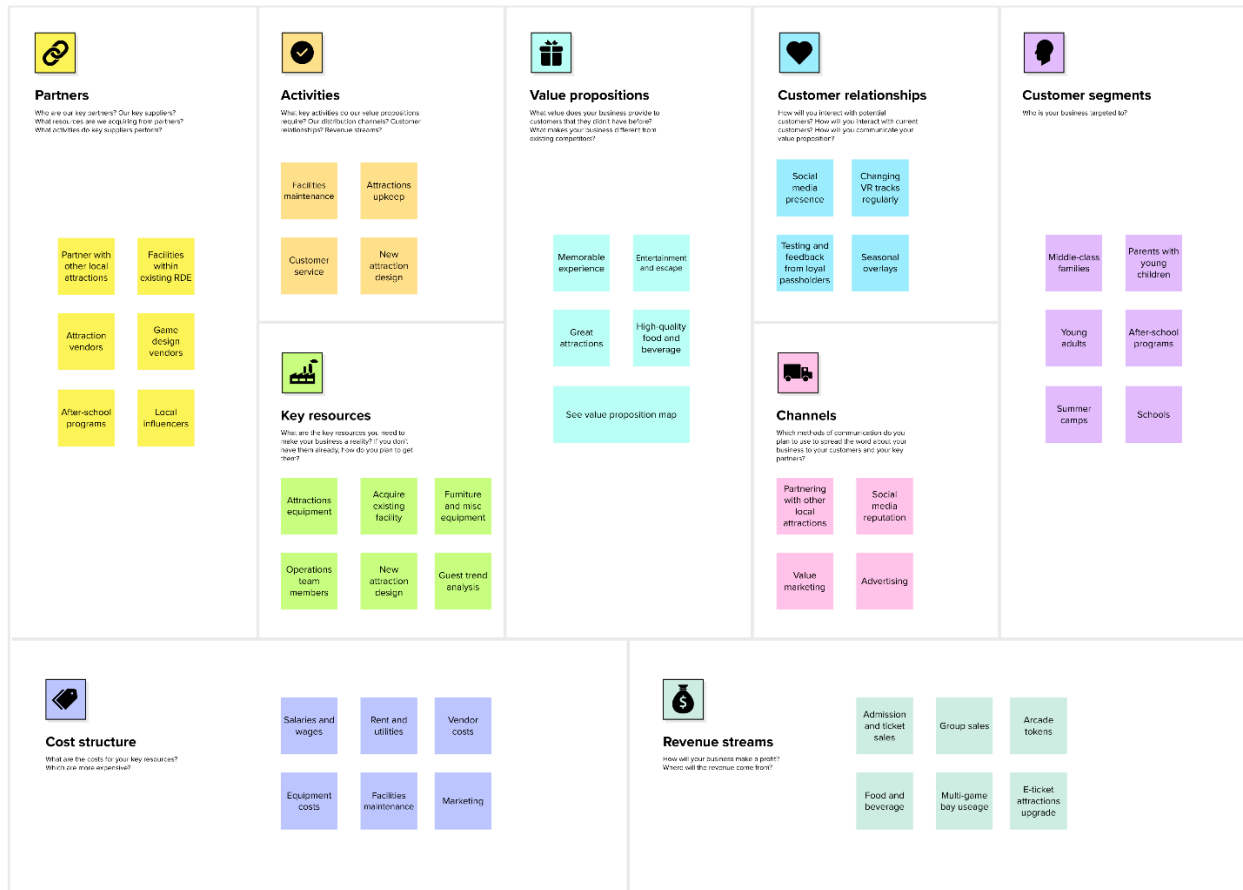 Partners
Who are our key partners? Our key suppliers?
What resources are we acquiring from partners?
What activities do key suppliers perform?
Partner with
other local
attractions
Facilities
within
existing RDE
Attraction
vendors
Game
design
vendors
After-school
programs
Local
influencers
Activities
What key activities do our value propositions
require? Our distribution channels? Customer
relationships? Revenue streams?
Facilities
maintenance
Attractions
upkeep
Customer
service
New
attraction
design
Key resources
What are the key resources you need to
make your business a reality? If you don't
have them already, how do you plan to get
them?
Attractions
equipment
Acquire
existing
facility
Furniture
and misc
equipment
Operations
team
members
New
attraction
design
Guest trend
analysis
Value propositions
What value does your business provide to
customers that they didn't have before?
What makes your business different from
existing competitors?
Memorable
experience
Entertainment
and escape
Great
attractions
High-quality
food and
beverage
See value proposition map
Customer relationships
How will you interact with potential
customers? How will you interact with current
customers? How will you communicate your
value proposition?
Social
media
presence
Changing
VR tracks
regularly
Testing and
feedback
from loyal
passholders
Seasonal
overlays
Channels
Which methods of communication do you
plan to use to spread the word about your
business to your customers and your key
partners?
Partnering
with other
local
attractions
Social
media
reputation
Value
marketing
Advertising
Customer segments
Who is your business targeted to?
Middle-class
families
Parents with
young
children
Young
adults
After-school
programs
Summer
camps
Schools
Cost structure
What are the costs for your key resources?
Which are more expensive?
Salaries and
wages
Rent and
utilities
Vendor
costs
Equipment
costs
Facilities
maintenance
Marketing
Revenue streams
How will your business make a profit?
Where will the revenue come from?
Admission
and ticket
sales
Group sales
Arcade
tokens
Food and
beverage
Multi-game
bay useage
E-ticket
attractions
upgrade